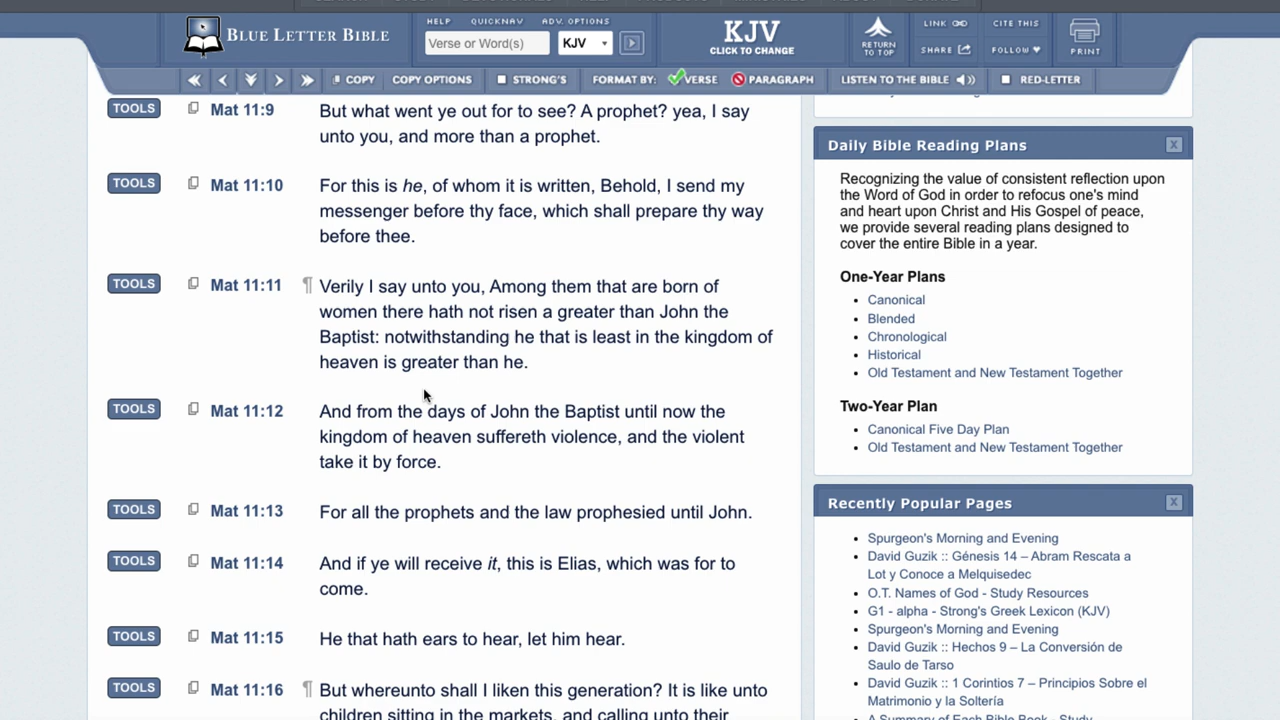 HELP QUICKNAV ADV. OPTIONS
BLUE LETTER BIBLE
Verse or Word(s)
KJV
KJV
CLICK TO CHANGE
RETURN
TO TOP
LINK
SHARE
CITE THIS
FOLLOW
PRINT
COPY COPY OPTIONS STRONG'S FORMAT BY: VERSE PARAGRAPH LISTEN TO THE BIBLE RED-LETTER
TOOLS Mat 11:9 But what went ye out for to see? A prophet? yea, I say
unto you, and more than a prophet.
TOOLS Mat 11:10 For this is he, of whom it is written, Behold, I send my
messenger before thy face, which shall prepare thy way
before thee.
TOOLS Mat 11:11 ¶ Verily I say unto you, Among them that are born of
women there hath not risen a greater than John the
Baptist: notwithstanding he that is least in the kingdom of
heaven is greater than he.
TOOLS Mat 11:12 And from the days of John the Baptist until now the
kingdom of heaven suffereth violence, and the violent
take it by force.
TOOLS Mat 11:13 For all the prophets and the law prophesied until John.
TOOLS Mat 11:14 And if ye will receive it, this is Elias, which was for to
come.
TOOLS Mat 11:15 He that hath ears to hear, let him hear.
TOOLS Mat 11:16 ¶ But whereunto shall I liken this generation? It is like unto
children sitting in the markets, and calling unto their
Daily Bible Reading Plans X
Recognizing the value of consistent reflection upon
the Word of God in order to refocus one's mind
and heart upon Christ and His Gospel of peace,
we provide several reading plans designed to
cover the entire Bible in a year.
One-Year Plans
• Canonical
• Blended
• Chronological
• Historical
• Old Testament and New Testament Together
Two-Year Plan
• Canonical Five Day Plan
• Old Testament and New Testament Together
Recently Popular Pages X
• Spurgeon's Morning and Evening
• David Guzik :: Génesis 14 – Abram Rescata a
Lot y Conoce a Melquisedec
• O.T. Names of God - Study Resources
• G1 - alpha - Strong's Greek Lexicon (KJV)
• Spurgeon's Morning and Evening
• David Guzik :: Hechos 9 – La Conversión de
Saulo de Tarso
• David Guzik :: 1 Corintios 7 – Principios Sobre el
Matrimonio y la Soltería
• A Summary of Each Bible Book - Study